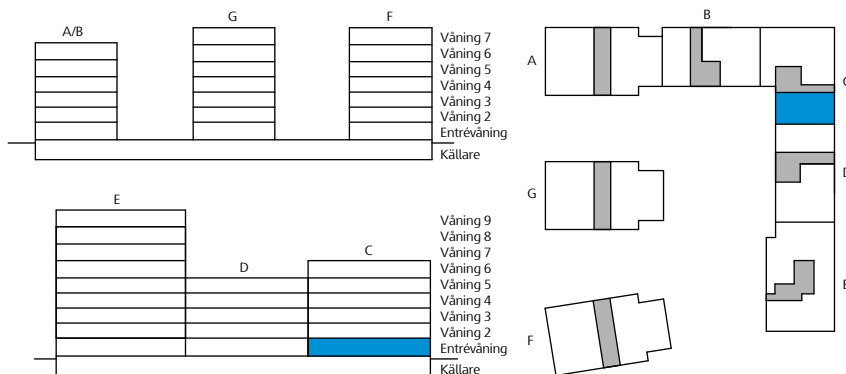 A/B
G
F
Våning 7
Våning 6
Våning 5
Våning 4
Våning 3
Våning 2
Entrévåning
Källare
E
D
C
Våning 9
Våning 8
Våning 7
Våning 6
Våning 5
Våning 4
Våning 3
Våning 2
Entrévåning
Källare
B
A
C
G
D
E
F